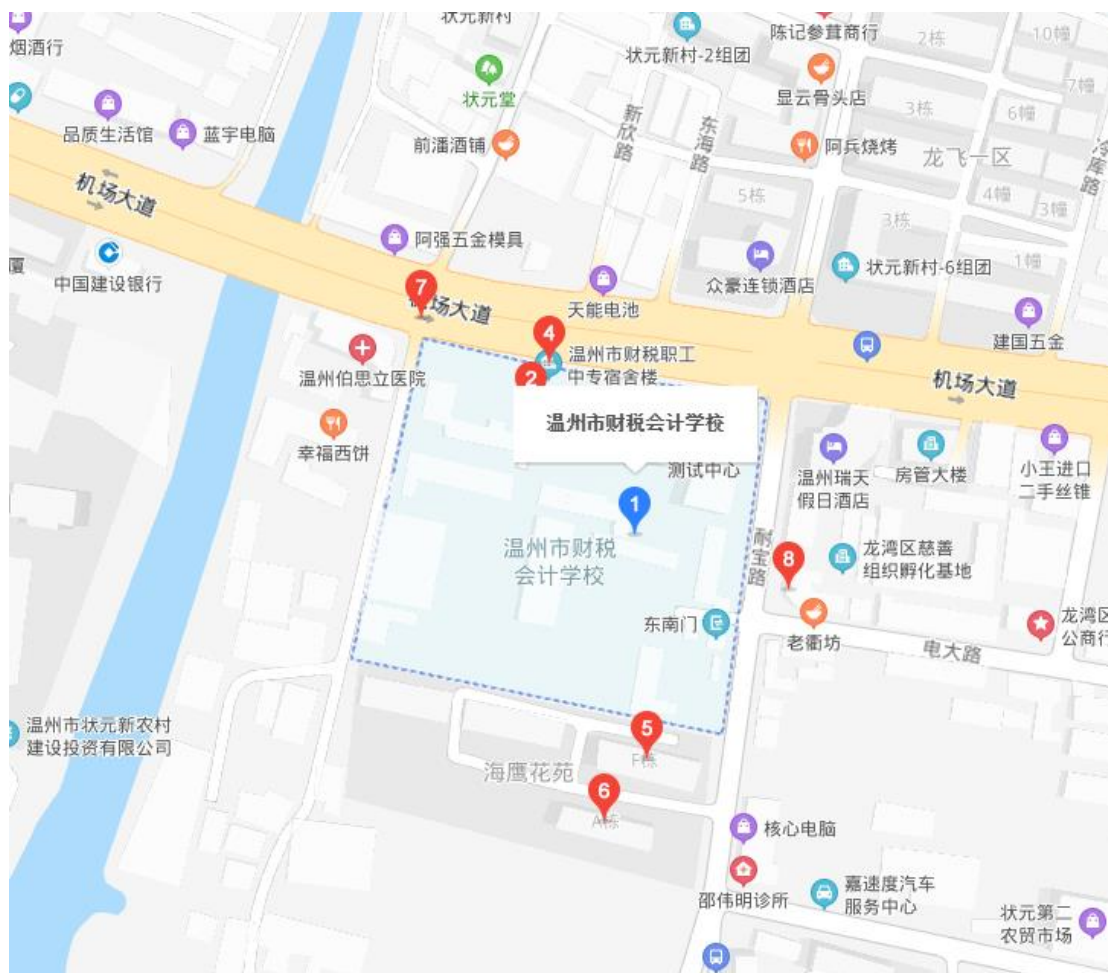 状元新村
烟酒行
陈记参茸商行
2栋
10幢
状元新村-2组团
状元堂
显云骨头店
7幢
3栋
6幢
品质生活馆
蓝宇电脑
前潘酒铺
新欣路
东海路
阿兵烧烤
龙飞一区
冷库路
机场大道
5栋
4幢
3幢
3栋
阿强五金模具
1幢
厦
中国建设银行
众豪连锁酒店
状元新村-6组团
7
机场大道
天能电池
建国五金
4
温州市财税职工
中专宿舍楼
温州伯思立医院
2
机场大道
温州市财税会计学校
幸福西饼
测试中心
温州瑞天
假日酒店
房管大楼
小王进口
二手丝锥
1
温州市财税
会计学校
耐宝路
8
龙湾区慈善
组织孵化基地
东南门
老衢坊
电大路
龙湾区
公商行
温州市状元新农村
建设投资有限公司
5
F栋
海鹰花苑
6
A栋
核心电脑
邵伟明诊所
嘉速度汽车
服务中心
状元第二
农贸市场